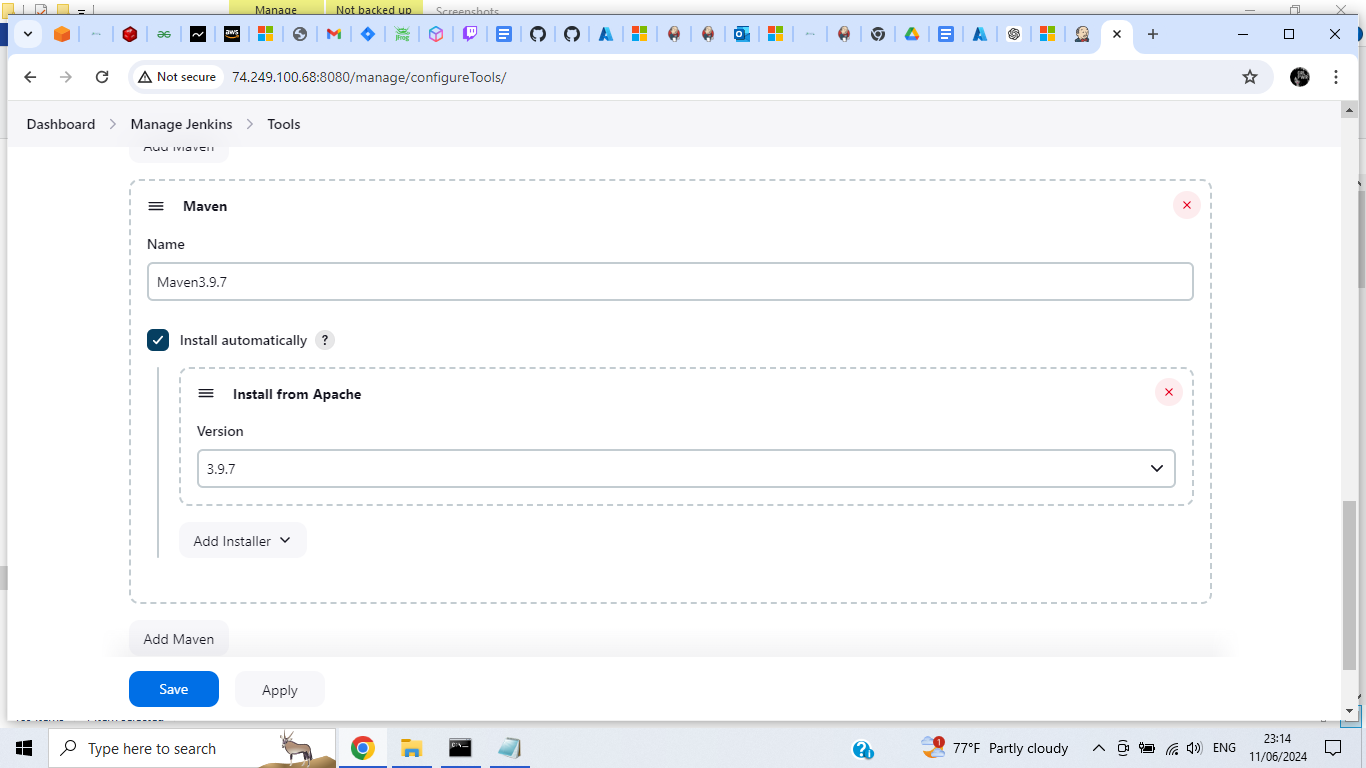 Manage
Not backed up
Screenshots
aws
Not secure
74.249.100.68:8080/manage/configureTools/
Dashboard
Manage Jenkins
Tools
Add Maven
Maven
Name
Maven3.9.7
Install automatically
?
Install from Apache
Version
3.9.7
Add Installer
Add Maven
Save
Apply
Type here to search
1
77°F Partly cloudy
ENG
23:14
11/06/2024